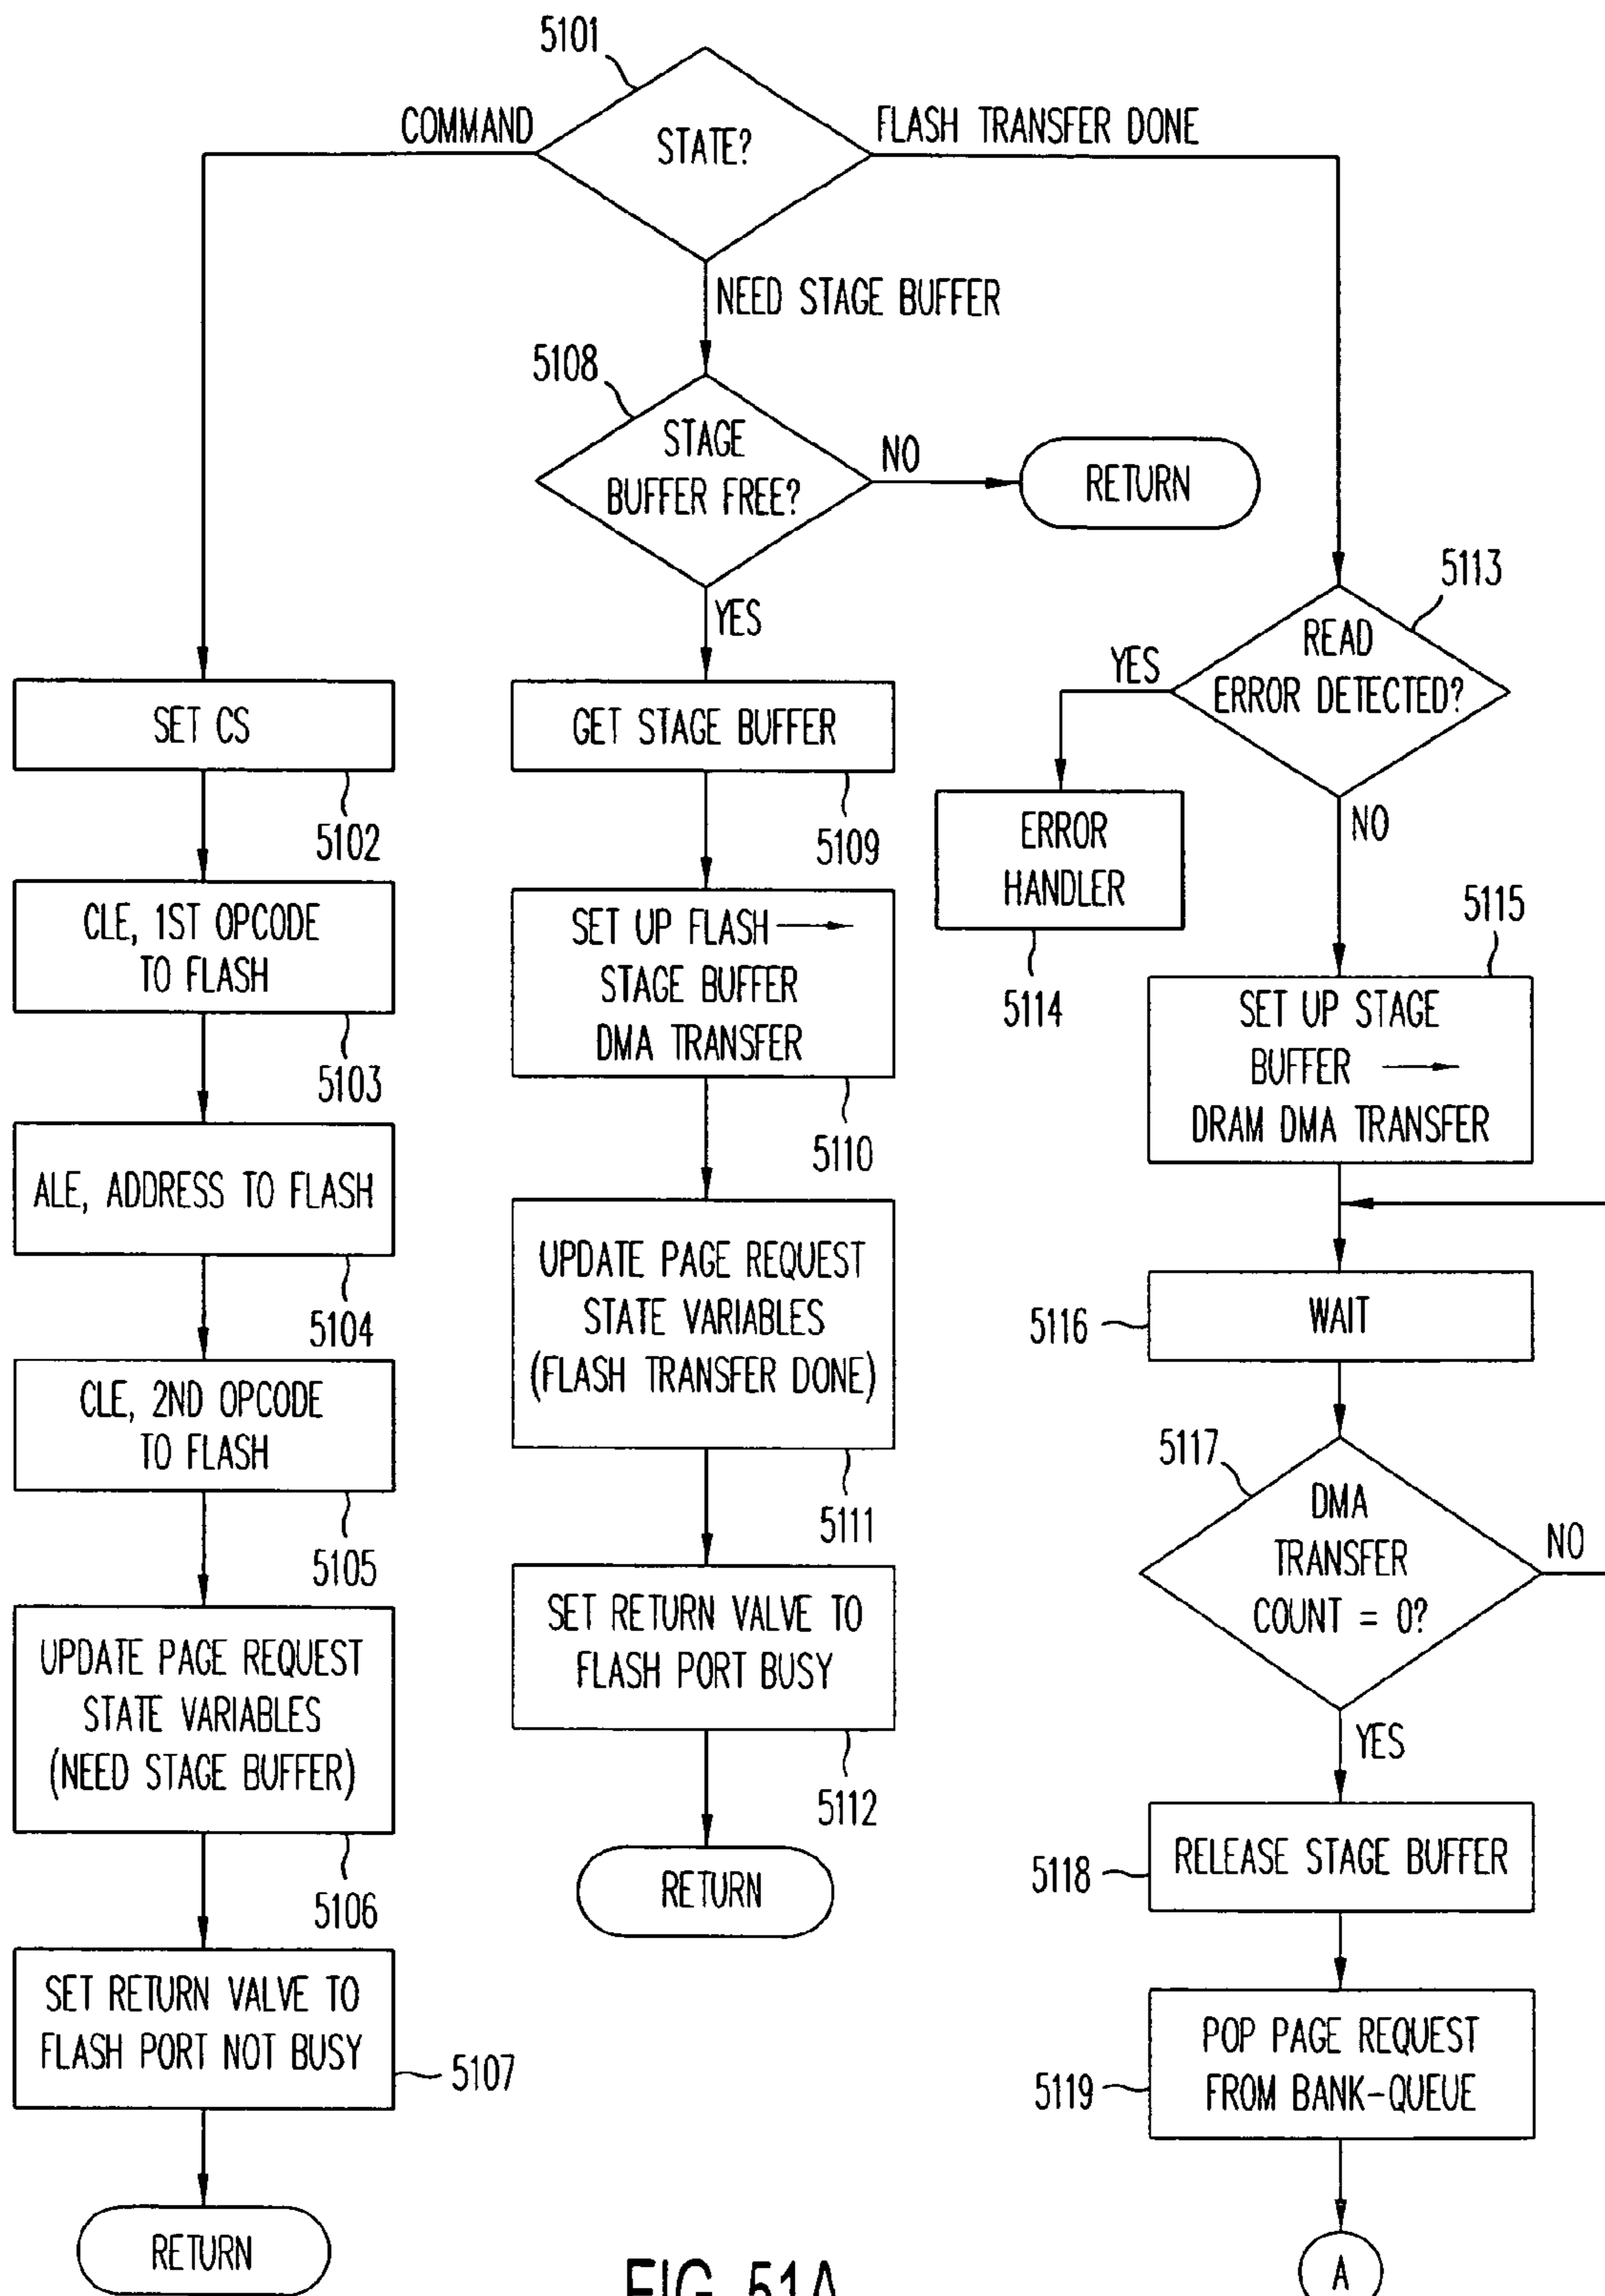 5101
COMMAND
STATE?
FLASH TRANSFER DONE
NEED STAGE BUFFER
5108
STAGE
BUFFER FREE?
NO
RETURN
YES
SET CS
5102
CLE, 1ST OPCODE
TO FLASH
5103
ALE, ADDRESS TO FLASH
5104
CLE, 2ND OPCODE
TO FLASH
5105
UPDATE PAGE REQUEST
STATE VARIABLES
(NEED STAGE BUFFER)
5106
SET RETURN VALVE TO
FLASH PORT NOT BUSY
5107
RETURN
GET STAGE BUFFER
5109
SET UP FLASH →
STAGE BUFFER
DMA TRANSFER
5110
UPDATE PAGE REQUEST
STATE VARIABLES
(FLASH TRANSFER DONE)
5111
SET RETURN VALVE TO
FLASH PORT BUSY
5112
RETURN
5113
READ
ERROR DETECTED?
YES
ERROR
HANDLER
5114
NO
5115
SET UP STAGE
BUFFER →
DRAM DMA TRANSFER
5116
WAIT
5117
DMA
TRANSFER
COUNT = 0?
NO
YES
5118
RELEASE STAGE BUFFER
POP PAGE REQUEST
FROM BANK-QUEUE
5119
A
FIG. 51A